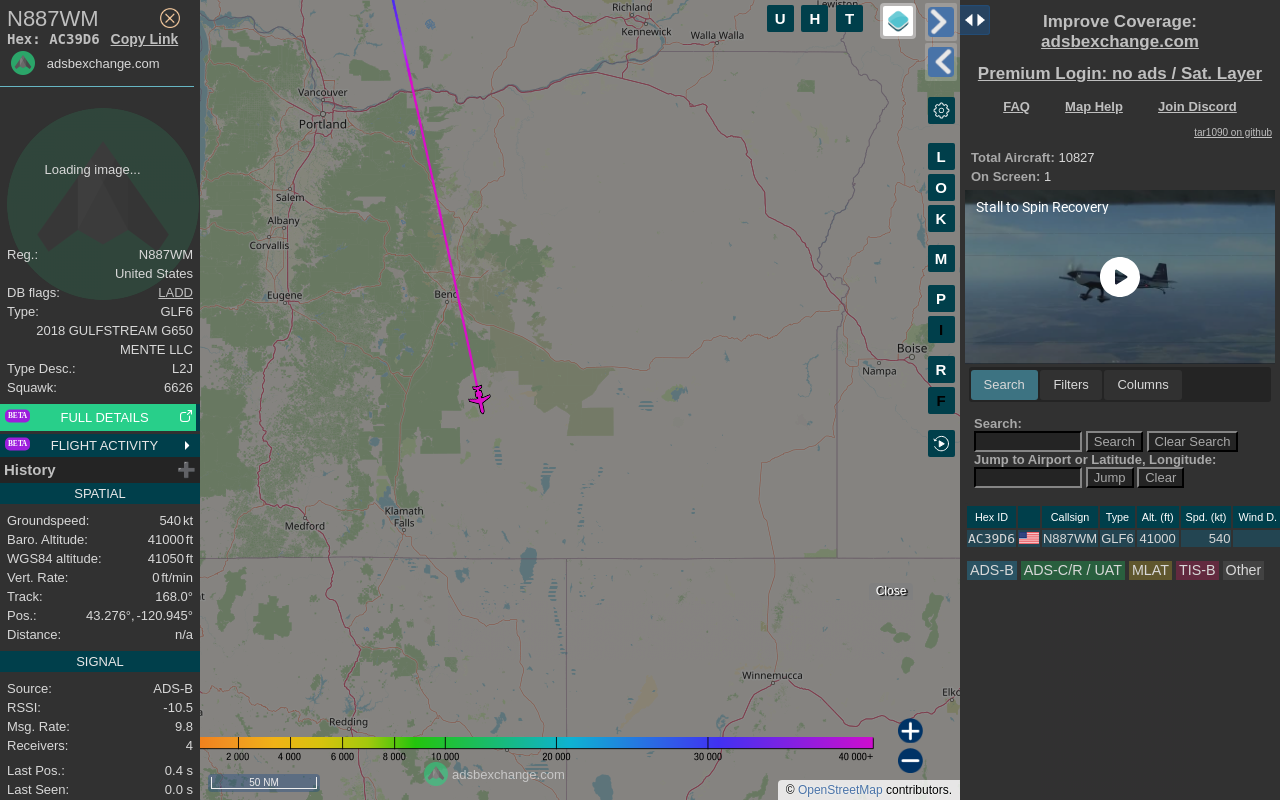 N887WM
Hex: AC39D6 Copy Link
adsbexchange.com
Loading image...
Reg.: N887WM
United States
DB flags: LADD
Type: GLF6
2018 GULFSTREAM G650
MENTE LLC
Type Desc.: L2J
Squawk: 6626
BETA FULL DETAILS
BETA FLIGHT ACTIVITY
History
SPATIAL
Groundspeed: 540 kt
Baro. Altitude: 41000 ft
WGS84 altitude: 41050 ft
Vert. Rate: 0 ft/min
Track: 168.0°
Pos.: 43.276°, -120.945°
Distance: n/a
SIGNAL
Source: ADS-B
RSSI: -10.5
Msg. Rate: 9.8
Receivers: 4
Last Pos.: 0.4 s
Last Seen: 0.0 s
Richland
Kennewick
Walla Walla
Lewiston
Vancouver
Portland
Salem
Albany
Corvallis
Eugene
Bend
Boise
Nampa
Medford
Klamath
Falls
Winnemucca
Elko
Redding
U H T
L
O
K
M
P
I
R
F
Close
2 000 4 000 6 000 8 000 10 000 20 000 30 000 40 000+
adsbexchange.com
50 NM
© OpenStreetMap contributors.
Improve Coverage:
adsbexchange.com
Premium Login: no ads / Sat. Layer
FAQ Map Help Join Discord
tar1090 on github
Total Aircraft: 10827
On Screen: 1
Stall to Spin Recovery
Search Filters Columns
Search:
Search Clear Search
Jump to Airport or Latitude, Longitude:
Jump Clear
Hex ID Callsign Type Alt. (ft) Spd. (kt) Wind D.
AC39D6 N887WM GLF6 41000 540
ADS-B ADS-C/R / UAT MLAT TIS-B Other